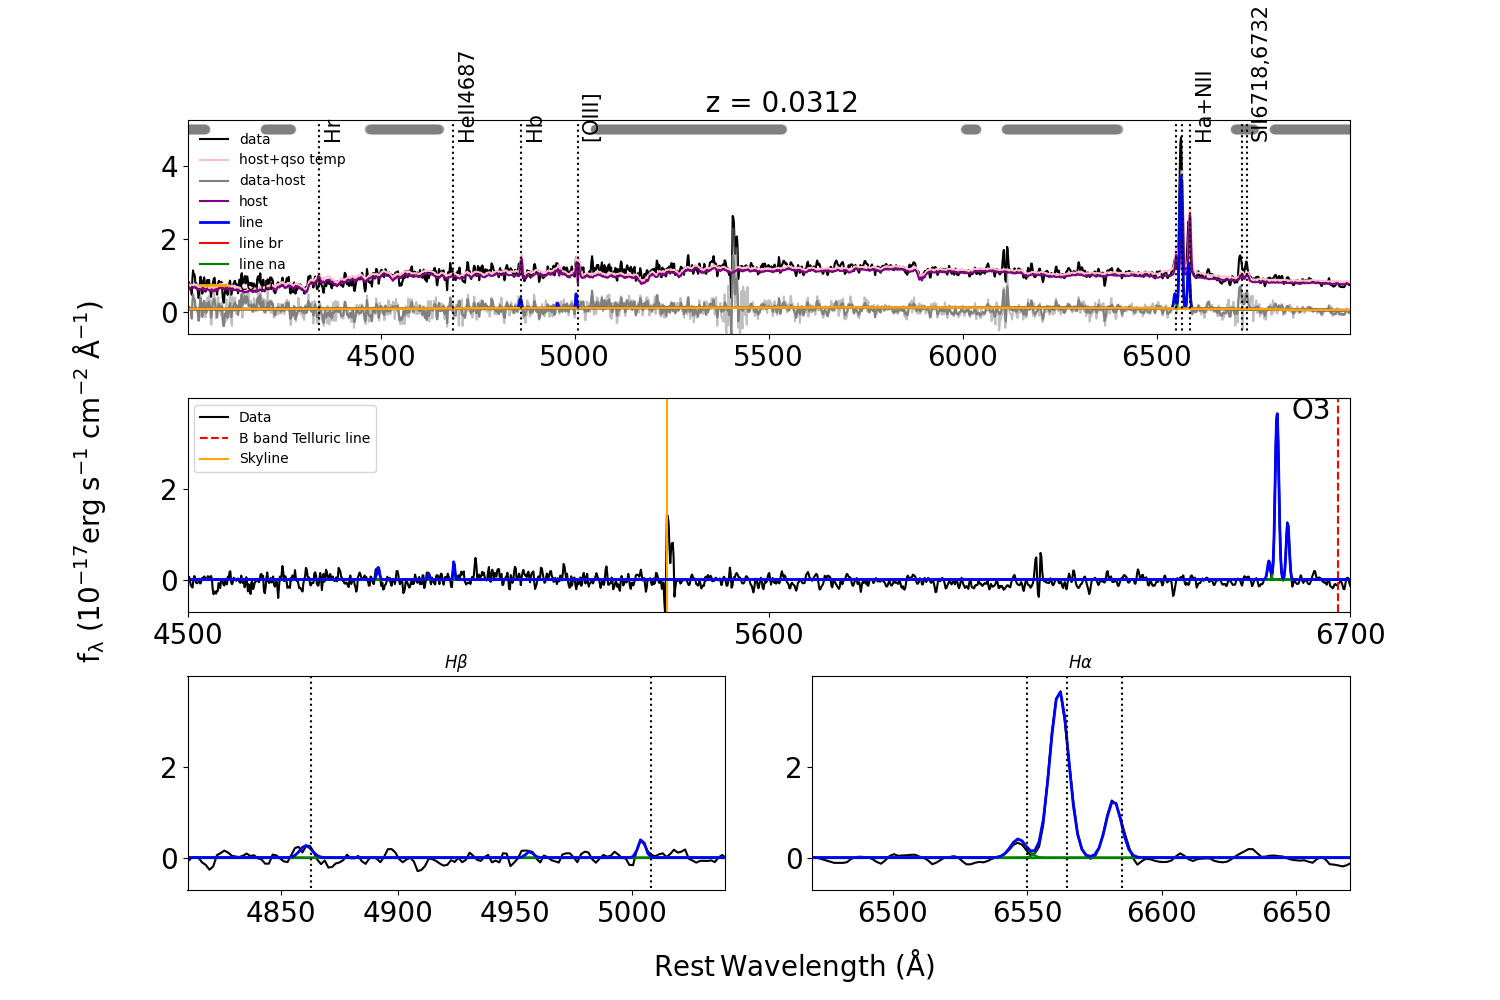 z = 0.0312
Hr
HeII4687
Hb
[OIII]
Ha+NII
SII6718,6732
data
host+qso temp
data-host
host
line
line br
line na
4
2
0
4500
5000
5500
6000
6500
f_λ (10^{-17}erg s^{-1} cm^{-2} Å^{-1})
Data
B band Telluric line
Skyline
O3
2
0
4500
5600
6700
Hβ
2
0
4850
4900
4950
5000
Hα
2
0
6500
6550
6600
6650
Rest Wavelength (Å)